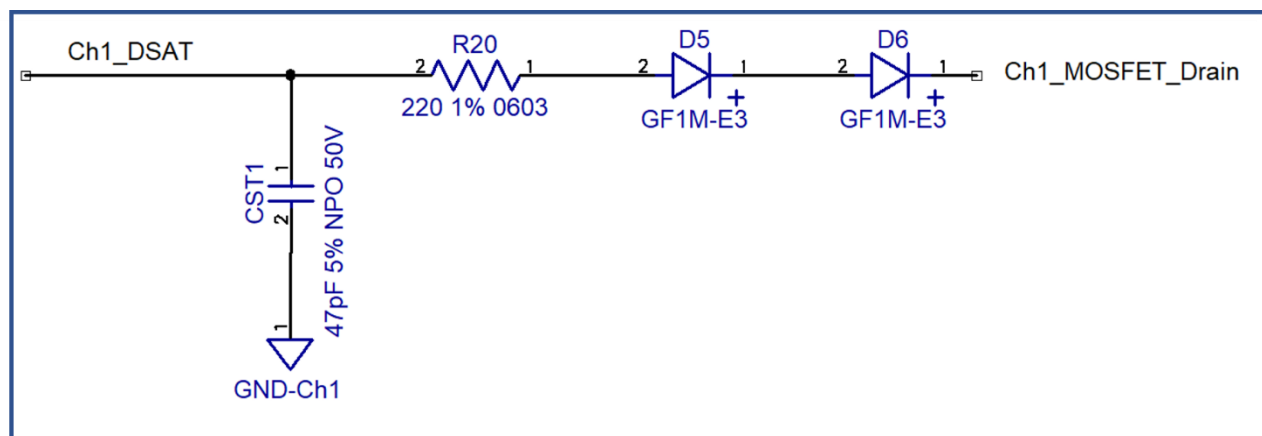 Ch1_DSAT
R20
D5
D6
2
1
2
1
2
1
Ch1_MOSFET_Drain
220 1% 0603
+
+
GF1M-E3
GF1M-E3
1
CST1
2
47pF 5% NPO 50V
1
GND-Ch1